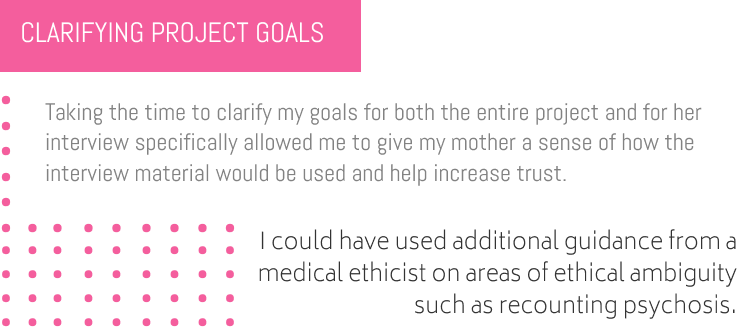 CLARIFYING PROJECT GOALS
Taking the time to clarify my goals for both the entire project and for her
interview specifically allowed me to give my mother a sense of how the
interview material would be used and help increase trust.
I could have used additional guidance from a
medical ethicist on areas of ethical ambiguity
such as recounting psychosis.